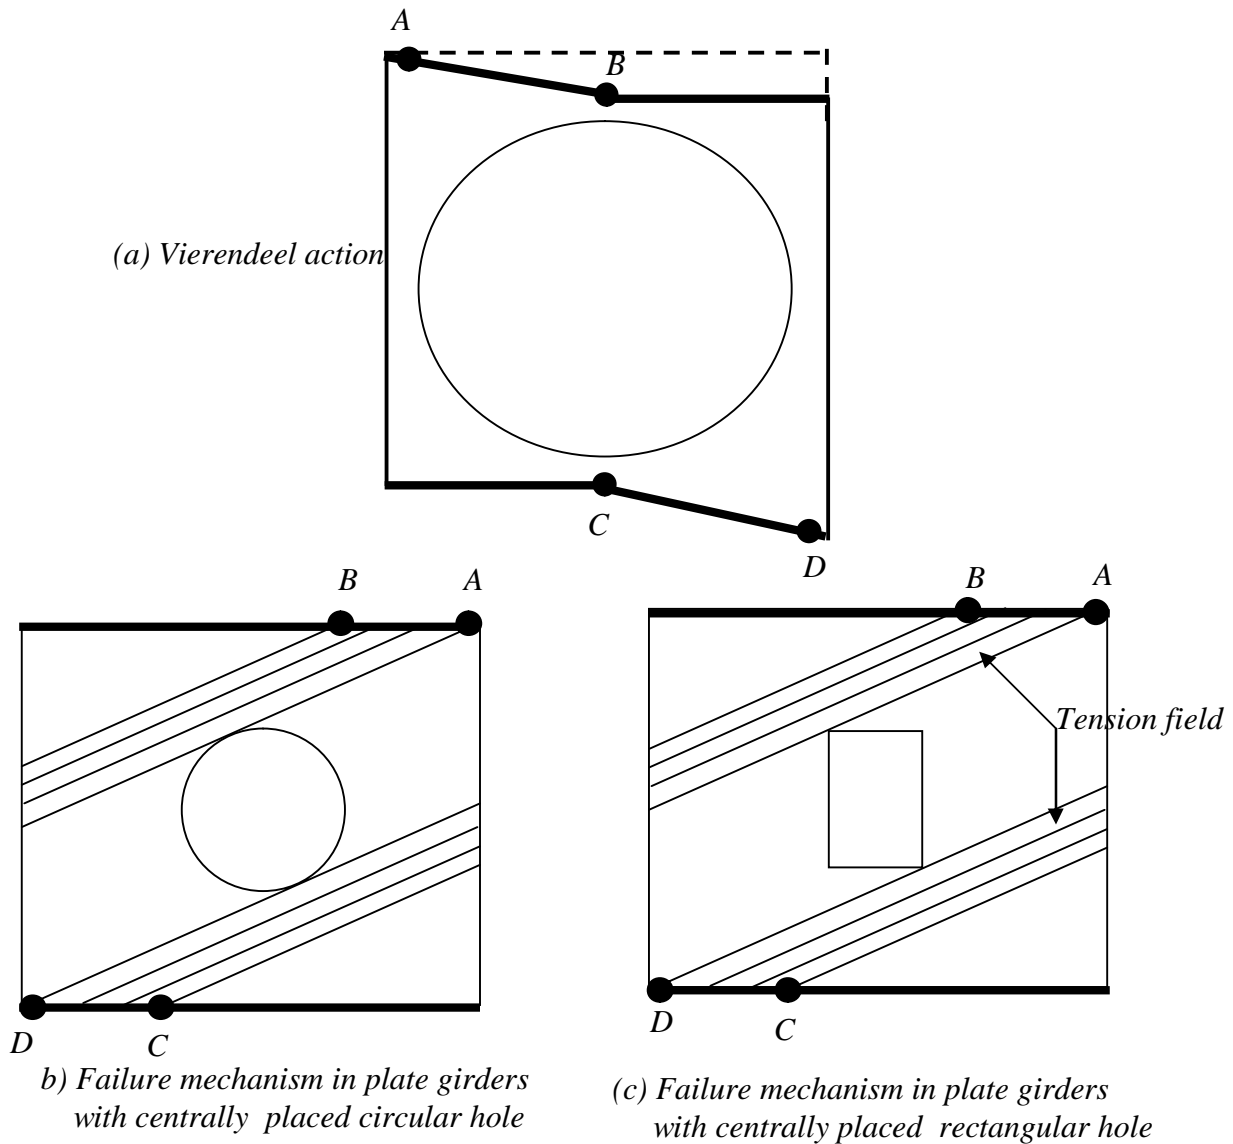 A
B
(a) Vierendeel action
C
D
B A
B A
Tension field
D C
D C
b) Failure mechanism in plate girders
with centrally placed circular hole
(c) Failure mechanism in plate girders
with centrally placed rectangular hole